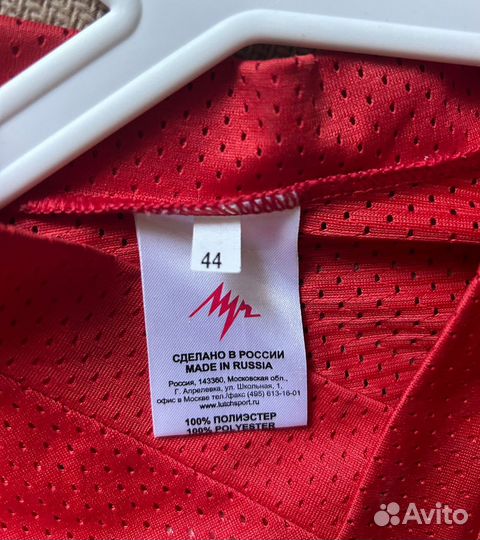 44
Луч
СДЕЛАНО В РОССИИ
MADE IN RUSSIA
Россия, 143360, Московская обл.,
Г. Апрелевка, ул. Школьная, 1
офис в Москве тел./факс (495) 613-16-01
www.lutchsport.ru
100% ПОЛИЭСТЕР
100% POLYESTER
Avito